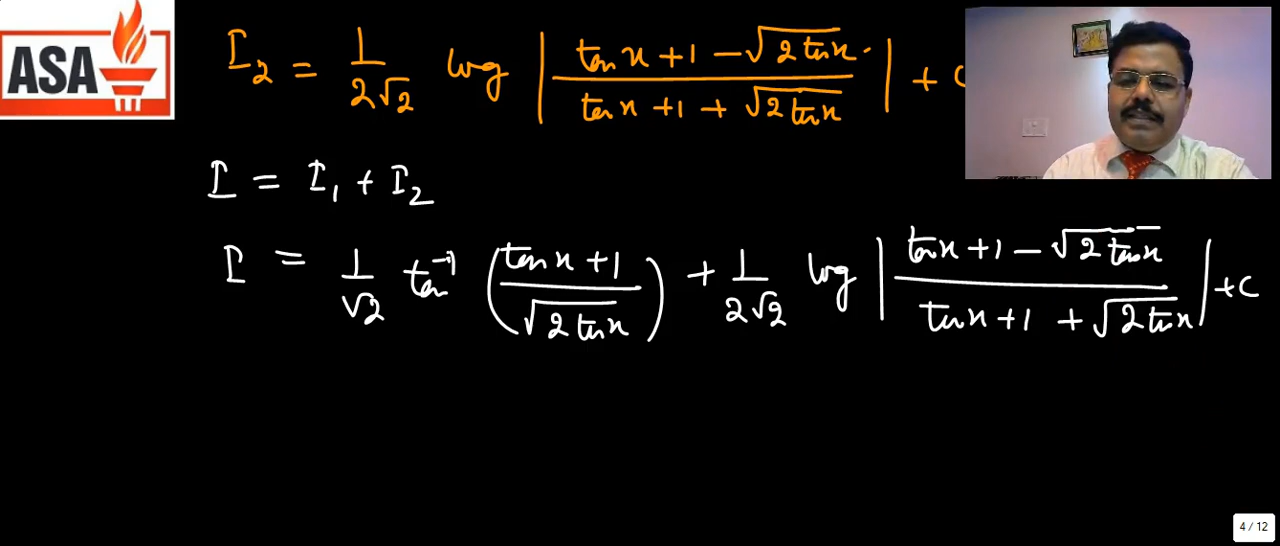 ASA
I₂ = 1/(2√2) log | (tan x + 1 − √(2 tan x)) / (tan x + 1 + √(2 tan x)) | + C
I = I₁ + I₂
I = 1/√2 tan⁻¹ ((tan x + 1) / √(2 tan x)) + 1/(2√2) log | (tan x + 1 − √(2 tan x)) / (tan x + 1 + √(2 tan x)) | + C
4 / 12